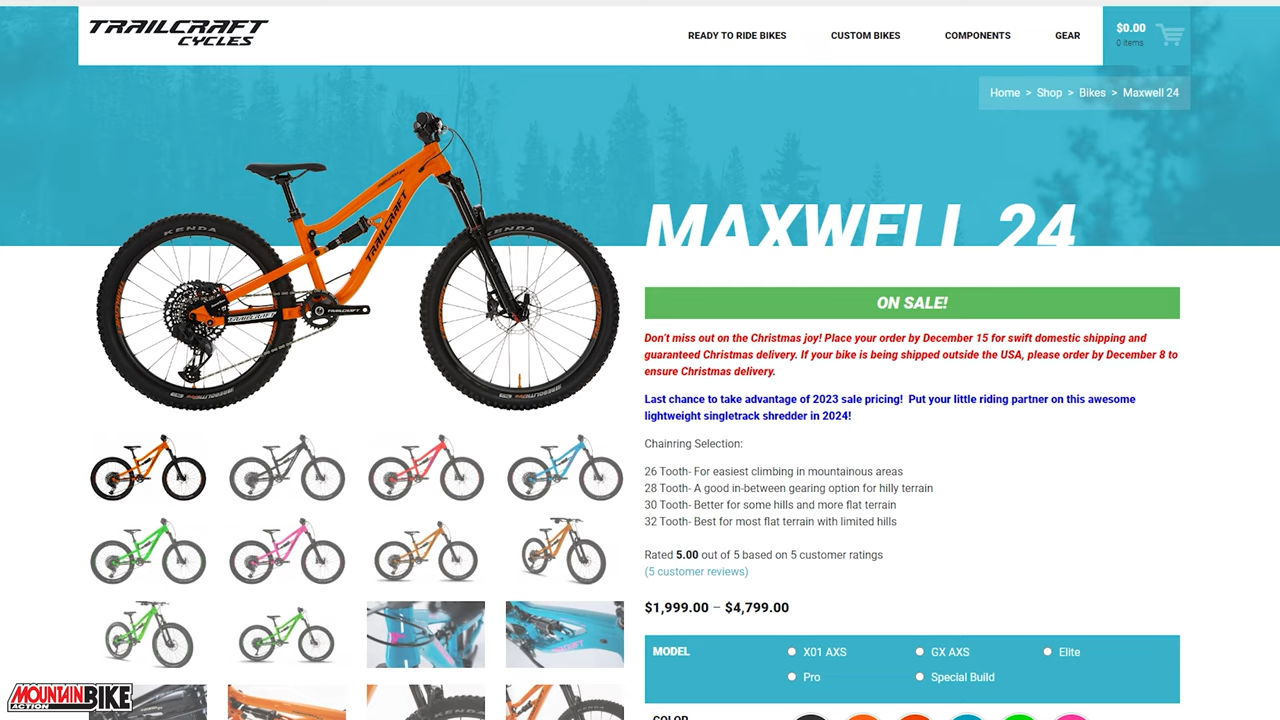 TRAILCRAFT
CYCLES
READY TO RIDE BIKES
CUSTOM BIKES
COMPONENTS
GEAR
$0.00
0 items
Home > Shop > Bikes > Maxwell 24
KENDA
KENDA
TRAILCRAFT
TRAILCRAFT
TRAILCRAFT
MAXWELL 24
ON SALE!
Don't miss out on the Christmas joy! Place your order by December 15 for swift domestic shipping and
guaranteed Christmas delivery. If your bike is being shipped outside the USA, please order by December 8 to
ensure Christmas delivery.
Last chance to take advantage of 2023 sale pricing! Put your little riding partner on this awesome
lightweight singletrack shredder in 2024!
Chainring Selection:
26 Tooth- For easiest climbing in mountainous areas
28 Tooth- A good in-between gearing option for hilly terrain
30 Tooth- Better for some hills and more flat terrain
32 Tooth- Best for most flat terrain with limited hills
Rated 5.00 out of 5 based on 5 customer ratings
(5 customer reviews)
$1,999.00 – $4,799.00
MODEL
X01 AXS
GX AXS
Elite
Pro
Special Build
COLOR
MOUNTAIN BIKE
ACTION